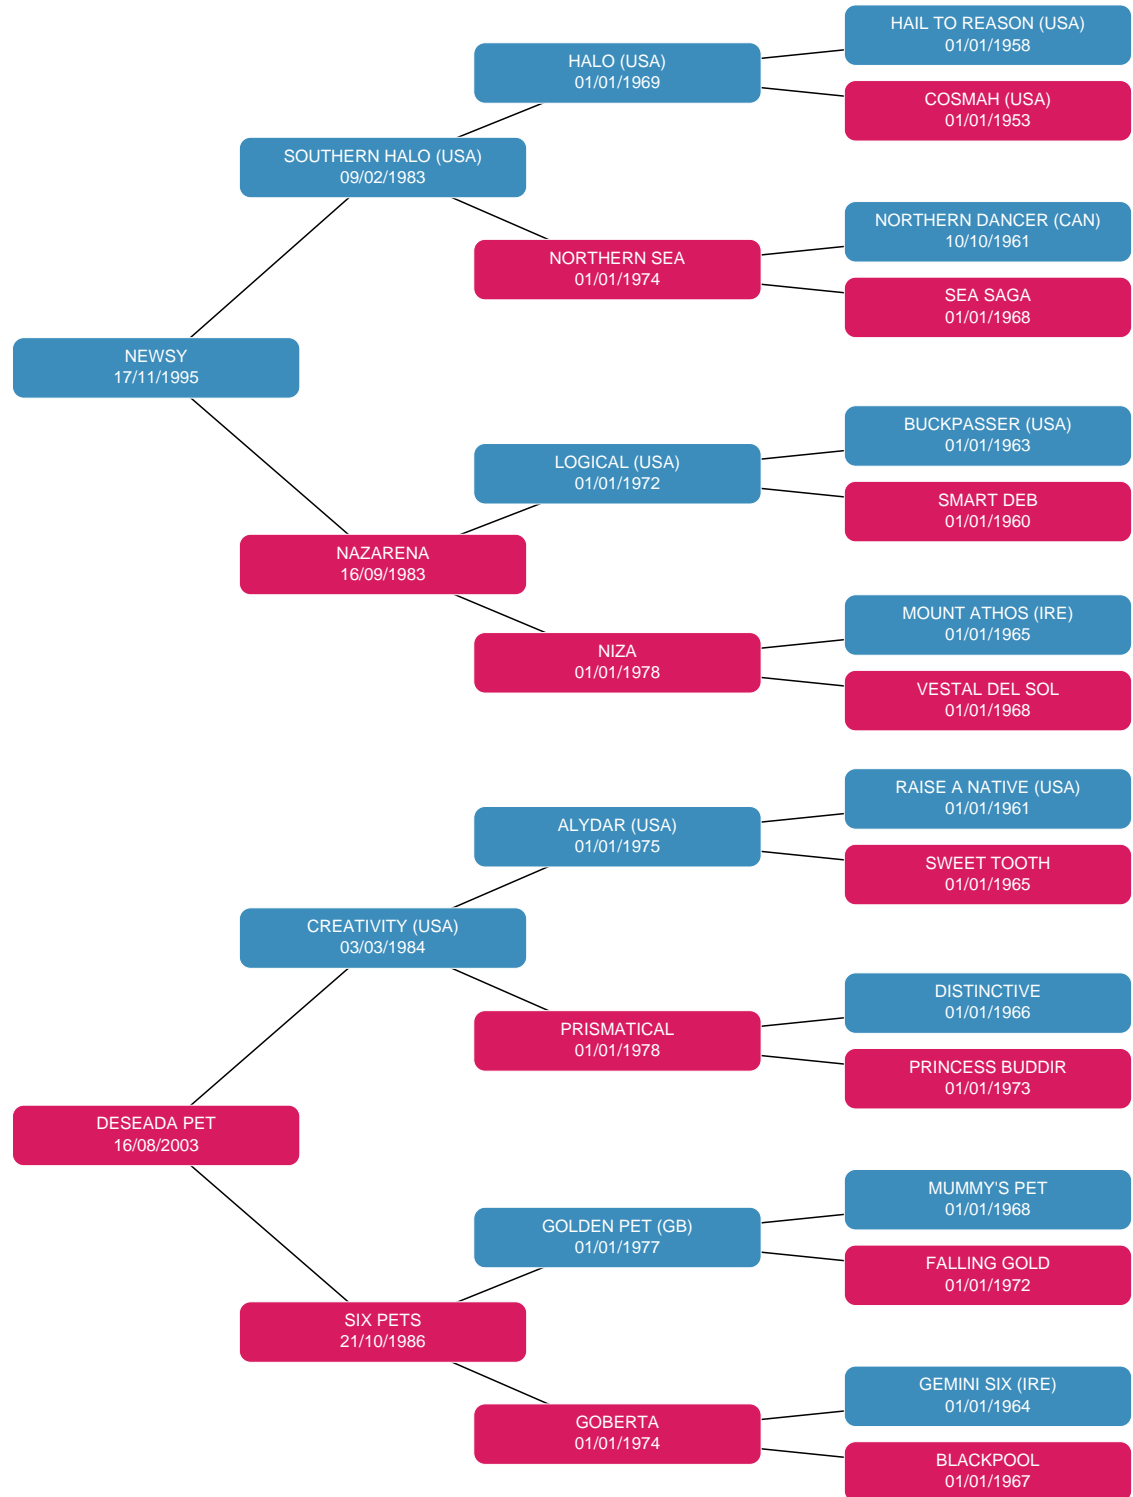 HAIL TO REASON (USA)
01/01/1958
HALO (USA)
01/01/1969
COSMAH (USA)
01/01/1953
SOUTHERN HALO (USA)
09/02/1983
NORTHERN DANCER (CAN)
10/10/1961
NORTHERN SEA
01/01/1974
SEA SAGA
01/01/1968
NEWSY
17/11/1995
BUCKPASSER (USA)
01/01/1963
LOGICAL (USA)
01/01/1972
SMART DEB
01/01/1960
NAZARENA
16/09/1983
MOUNT ATHOS (IRE)
01/01/1965
NIZA
01/01/1978
VESTAL DEL SOL
01/01/1968
RAISE A NATIVE (USA)
01/01/1961
ALYDAR (USA)
01/01/1975
SWEET TOOTH
01/01/1965
CREATIVITY (USA)
03/03/1984
DISTINCTIVE
01/01/1966
PRISMATICAL
01/01/1978
PRINCESS BUDDIR
01/01/1973
DESEADA PET
16/08/2003
MUMMY'S PET
01/01/1968
GOLDEN PET (GB)
01/01/1977
FALLING GOLD
01/01/1972
SIX PETS
21/10/1986
GEMINI SIX (IRE)
01/01/1964
GOBERTA
01/01/1974
BLACKPOOL
01/01/1967